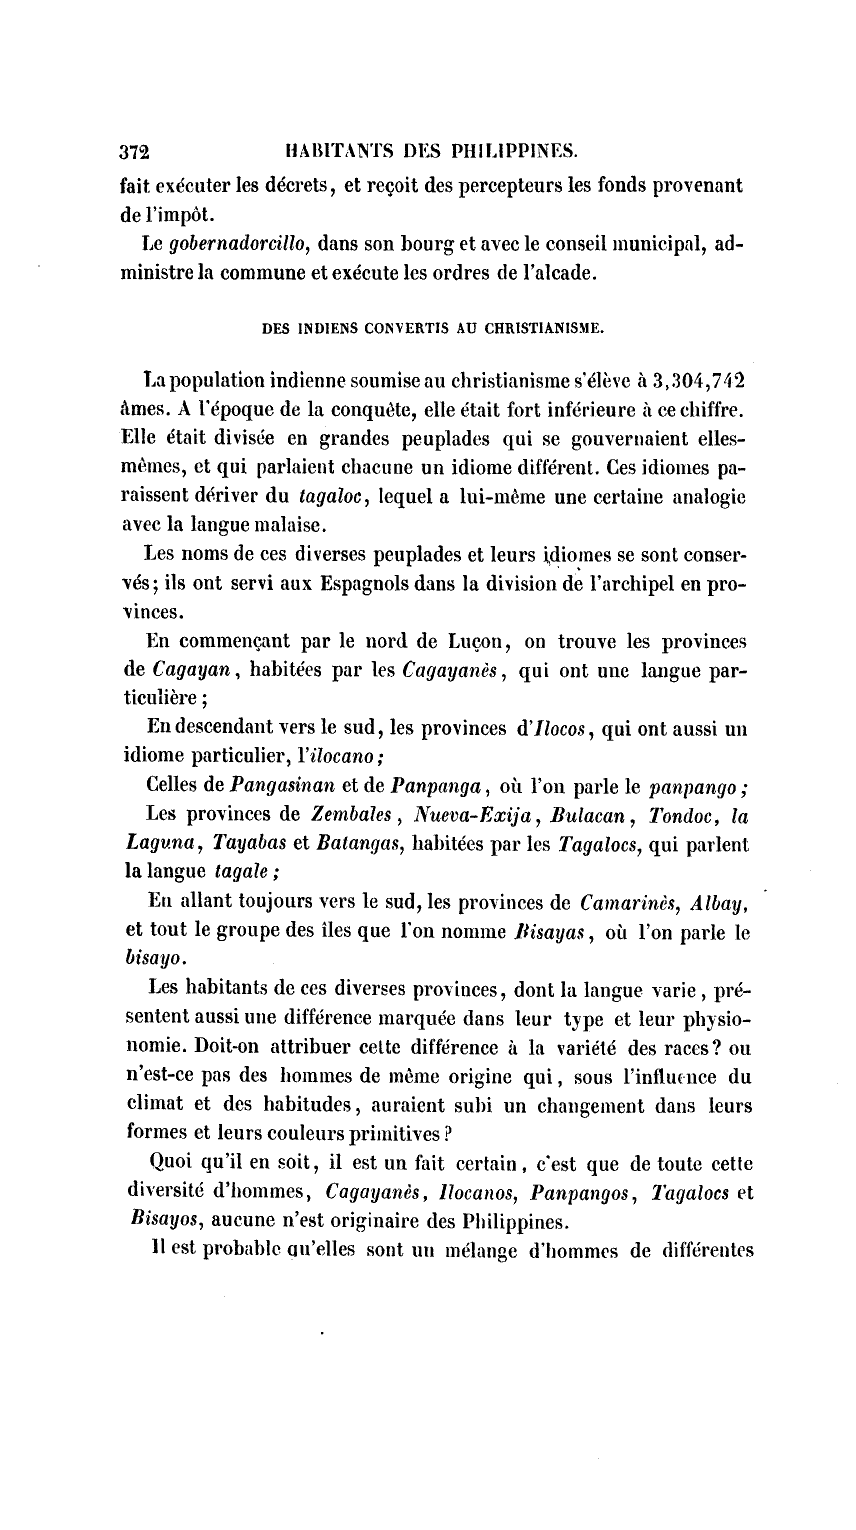 372 HABITANTS DES PHILIPPINES.
fait exécuter les décrets, et reçoit des percepteurs les fonds provenant
de l'impôt.
Le gobernadorcillo, dans son bourg et avec le conseil municipal, ad-
ministre la commune et exécute les ordres de l'alcade.
DES INDIENS CONVERTIS AU CHRISTIANISME.
La population indienne soumise au christianisme s'élève à 3,304,742
âmes. A l'époque de la conquête, elle était fort inférieure à ce chiffre.
Elle était divisée en grandes peuplades qui se gouvernaient elles-
mêmes, et qui parlaient chacune un idiome différent. Ces idiomes pa-
raissent dériver du tagaloc, lequel a lui-même une certaine analogie
avec la langue malaise.
Les noms de ces diverses peuplades et leurs idiomes se sont conser-
vés; ils ont servi aux Espagnols dans la division de l'archipel en pro-
vinces.
En commençant par le nord de Luçon, on trouve les provinces
de Cagayan, habitées par les Cagayanès, qui ont une langue par-
ticulière;
En descendant vers le sud, les provinces d'Ilocos, qui ont aussi un
idiome particulier, l'ilocano;
Celles de Pangasinan et de Panpanga, où l'on parle le panpango;
Les provinces de Zembales, Nueva-Exija, Bulacan, Tondoc, la
Laguna, Tayabas et Batangas, habitées par les Tagalocs, qui parlent
la langue tagale;
En allant toujours vers le sud, les provinces de Camarinès, Albay,
et tout le groupe des îles que l'on nomme Bisayas, où l'on parle le
bisayo.
Les habitants de ces diverses provinces, dont la langue varie, pré-
sentent aussi une différence marquée dans leur type et leur physio-
nomie. Doit-on attribuer cette différence à la variété des races? ou
n'est-ce pas des hommes de même origine qui, sous l'influence du
climat et des habitudes, auraient subi un changement dans leurs
formes et leurs couleurs primitives?
Quoi qu'il en soit, il est un fait certain, c'est que de toute cette
diversité d'hommes, Cagayanès, Ilocanos, Panpangos, Tagalocs et
Bisayos, aucune n'est originaire des Philippines.
Il est probable qu'elles sont un mélange d'hommes de différentes